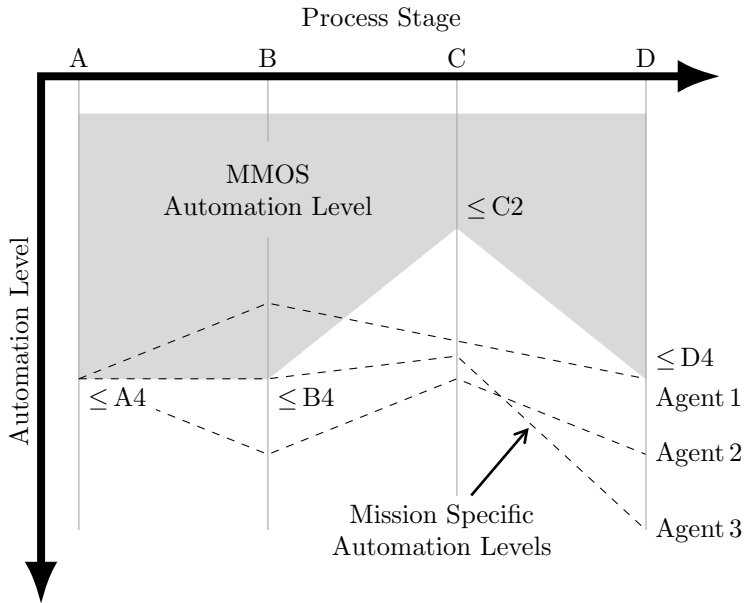 Process Stage
A B C D
MMOS
Automation Level
≤ C2
Automation Level
≤ D4
≤ A4
≤ B4
Agent 1
Agent 2
Mission Specific
Automation Levels
Agent 3